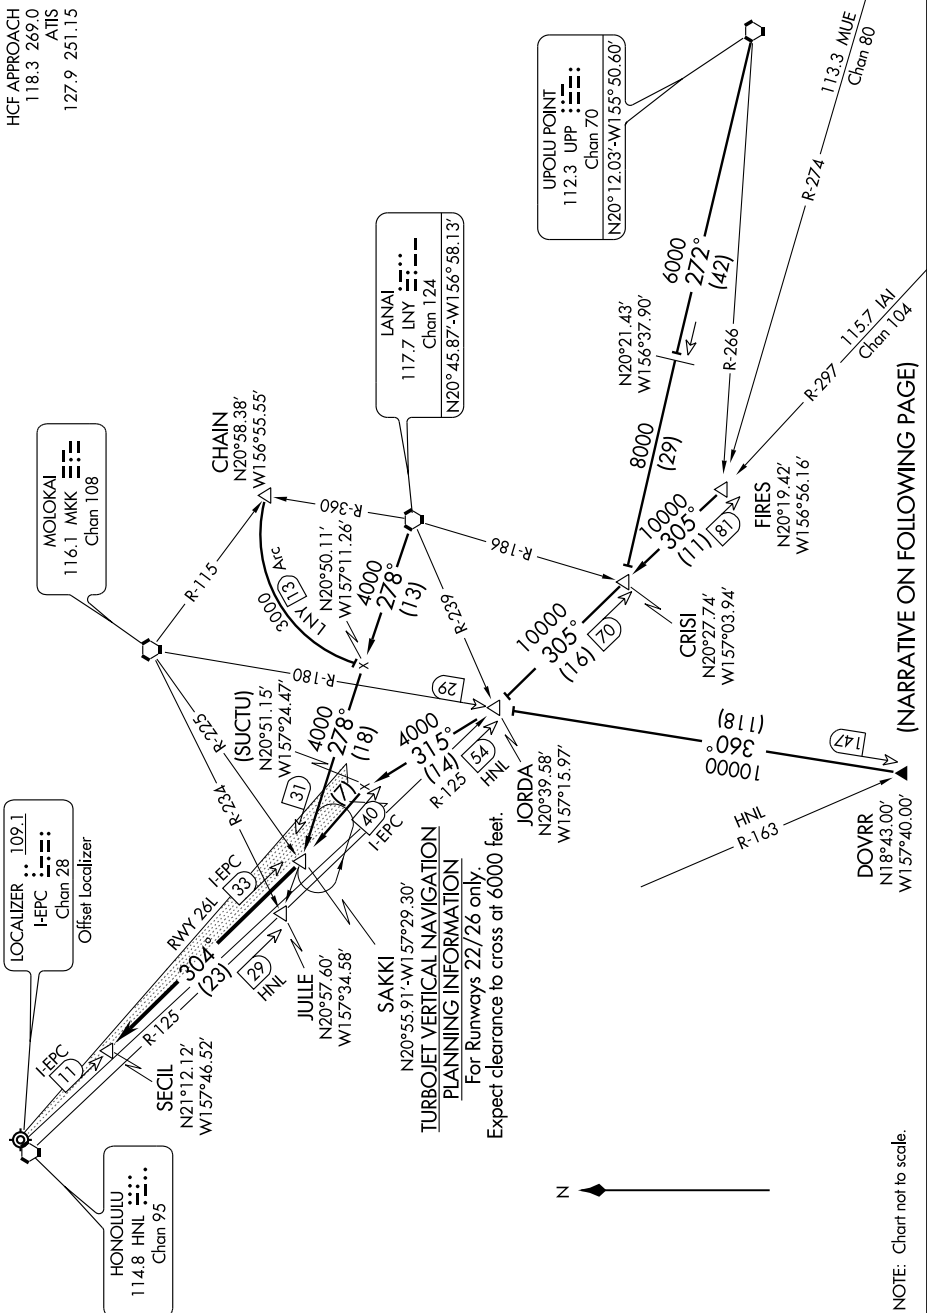 HCF APPROACH
118.3 269.0
ATIS
127.9 251.15
LOCALIZER 109.1
I-EPC
Chan 28
Offset Localizer
MOLOKAI
116.1 MKK
Chan 108
LANAI
117.7 LNY
Chan 124
N20°45.87'-W156°58.13'
UPOLU POINT
112.3 UPP
Chan 70
N20°12.03'-W155°50.60'
HONOLULU
114.8 HNL
Chan 95
113.3 MUE
Chan 80
R-274
115.7 IAI
Chan 104
R-297
R-266
6000
272°
(42)
N20°21.43'
W156°37.90'
8000
(29)
CHAIN
N20°58.38'
W156°55.55'
R-115
R-360
3000
LNY 13 Arc
N20°50.11'
W157°11.26'
4000
278°
(13)
R-239
R-186
R-180
29
R-225
R-234
(SUCTU)
N20°51.15'
W157°24.47'
4000
278°
(18)
31
I-EPC
33
RWY 26L
304°
(23)
R-125
I-EPC
11
SECIL
N21°12.12'
W157°46.52'
29
HNL
JULLE
N20°57.60'
W157°34.58'
SAKKI
N20°55.91'-W157°29.30'
(7)
40
I-EPC
4000
315°
(14)
R-125
54
HNL
JORDA
N20°39.58'
W157°15.97'
10000
305°
(16)
70
CRISI
N20°27.74'
W157°03.94'
10000
305°
(11)
81
FIRES
N20°19.42'
W156°56.16'
10000
360°
(118)
147
HNL
R-163
DOVRR
N18°43.00'
W157°40.00'
TURBOJET VERTICAL NAVIGATION
PLANNING INFORMATION
For Runways 22/26 only.
Expect clearance to cross at 6000 feet.
N
NOTE: Chart not to scale.
(NARRATIVE ON FOLLOWING PAGE)